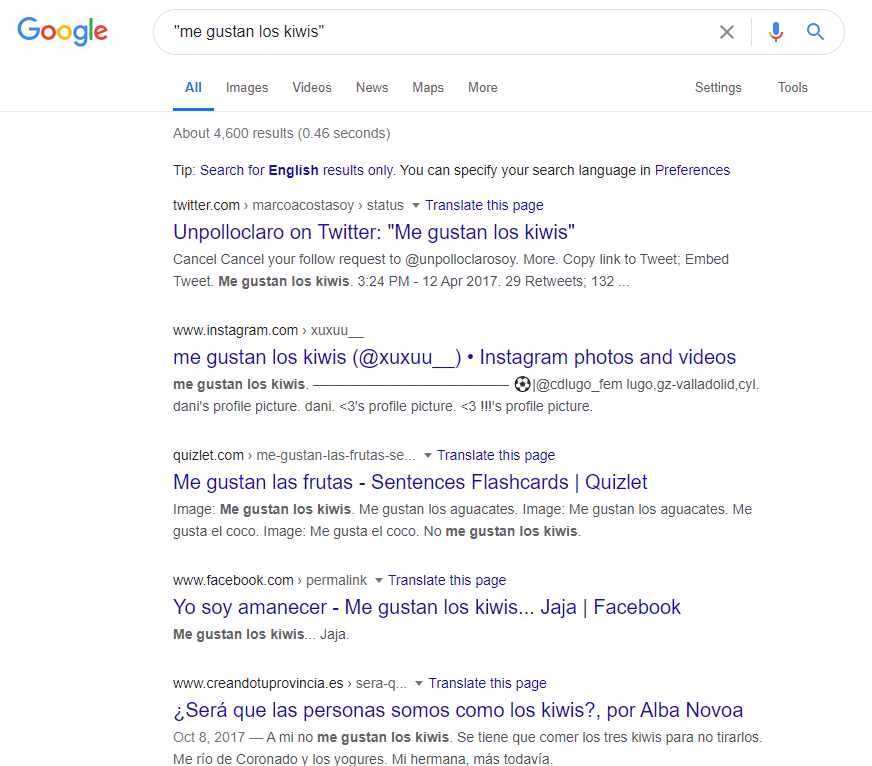 Google
"me gustan los kiwis"
All Images Videos News Maps More Settings Tools
About 4,600 results (0.46 seconds)
Tip: Search for English results only. You can specify your search language in Preferences
twitter.com › marcoacostasoy › status Translate this page
Unpolloclaro on Twitter: "Me gustan los kiwis"
Cancel Cancel your follow request to @unpolloclarosoy. More. Copy link to Tweet; Embed
Tweet. Me gustan los kiwis. 3:24 PM - 12 Apr 2017. 29 Retweets; 132 ...
www.instagram.com › xuxuu__
me gustan los kiwis (@xuxuu__) • Instagram photos and videos
me gustan los kiwis. —————————————— ⚽|@cdlugo_fem lugo,gz-valladolid,cyl.
dani's profile picture. dani. <3's profile picture. <3 !!!'s profile picture.
quizlet.com › me-gustan-las-frutas-se... Translate this page
Me gustan las frutas - Sentences Flashcards | Quizlet
Image: Me gustan los kiwis. Me gustan los aguacates. Image: Me gustan los aguacates. Me
gusta el coco. Image: Me gusta el coco. No me gustan los kiwis.
www.facebook.com › permalink Translate this page
Yo soy amanecer - Me gustan los kiwis... Jaja | Facebook
Me gustan los kiwis... Jaja.
www.creandotuprovincia.es › sera-q... Translate this page
¿Será que las personas somos como los kiwis?, por Alba Novoa
Oct 8, 2017 — A mi no me gustan los kiwis. Se tiene que comer los tres kiwis para no tirarlos.
Me río de Coronado y los yogures. Mi hermana, más todavía.